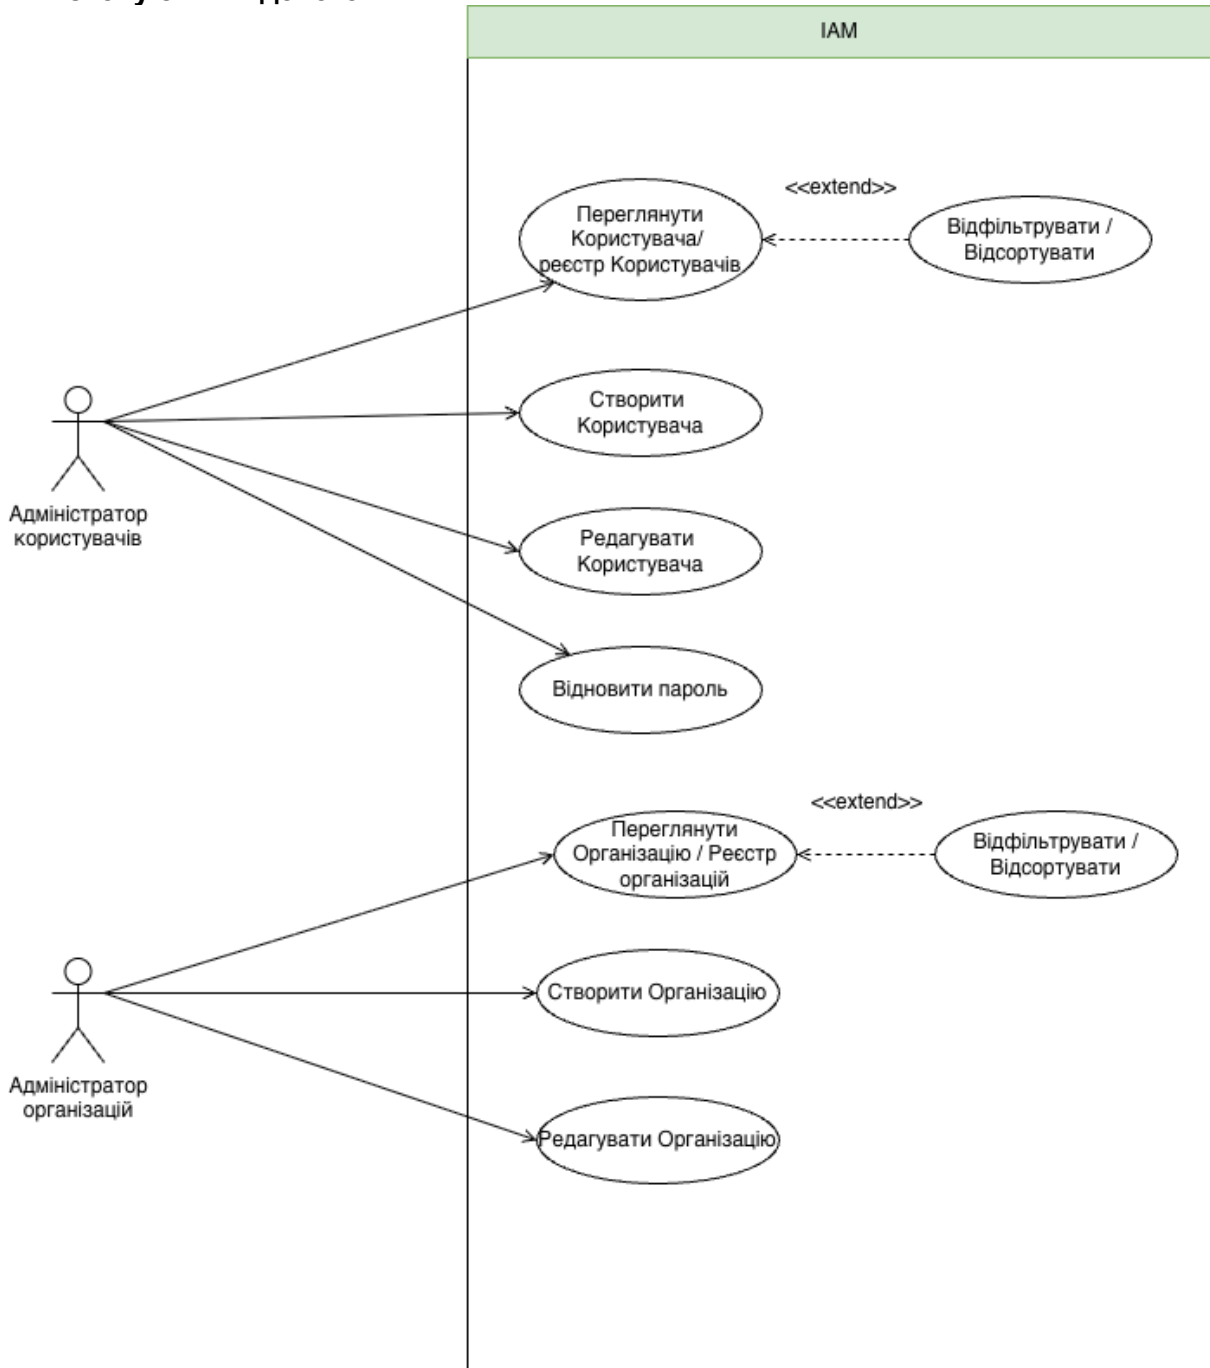 IAM
<<extend>>
Переглянути
Користувача/
реєстр Користувачів
Відфільтрувати /
Відсортувати
Створити
Користувача
Адміністратор
користувачів
Редагувати
Користувача
Відновити пароль
<<extend>>
Переглянути
Організацію / Реєстр
організацій
Відфільтрувати /
Відсортувати
Створити Організацію
Адміністратор
організацій
Редагувати Організацію